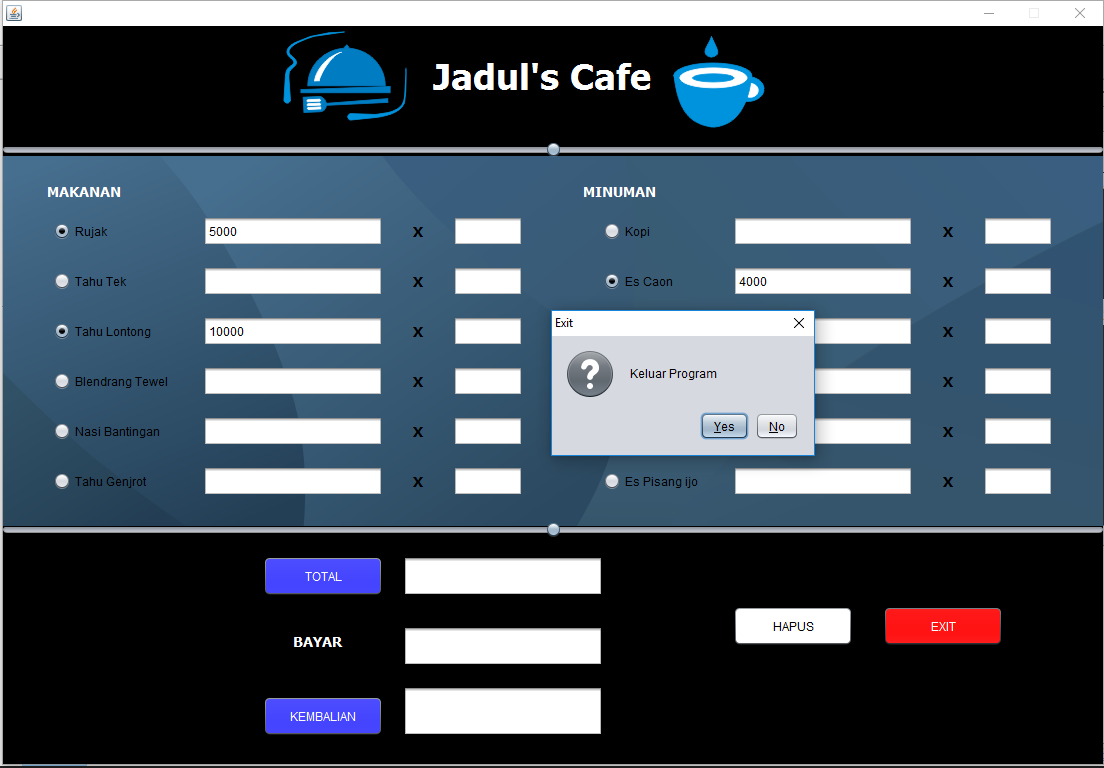 Jadul's Cafe
MAKANAN
MINUMAN
Rujak 5000 X
Kopi X
Tahu Tek X
Es Caon 4000 X
Tahu Lontong 10000 X
X
Blendrang Tewel X
X
Nasi Bantingan X
X
Tahu Genjrot X
Es Pisang ijo X
Exit
Keluar Program
Yes No
TOTAL
BAYAR
KEMBALIAN
HAPUS EXIT